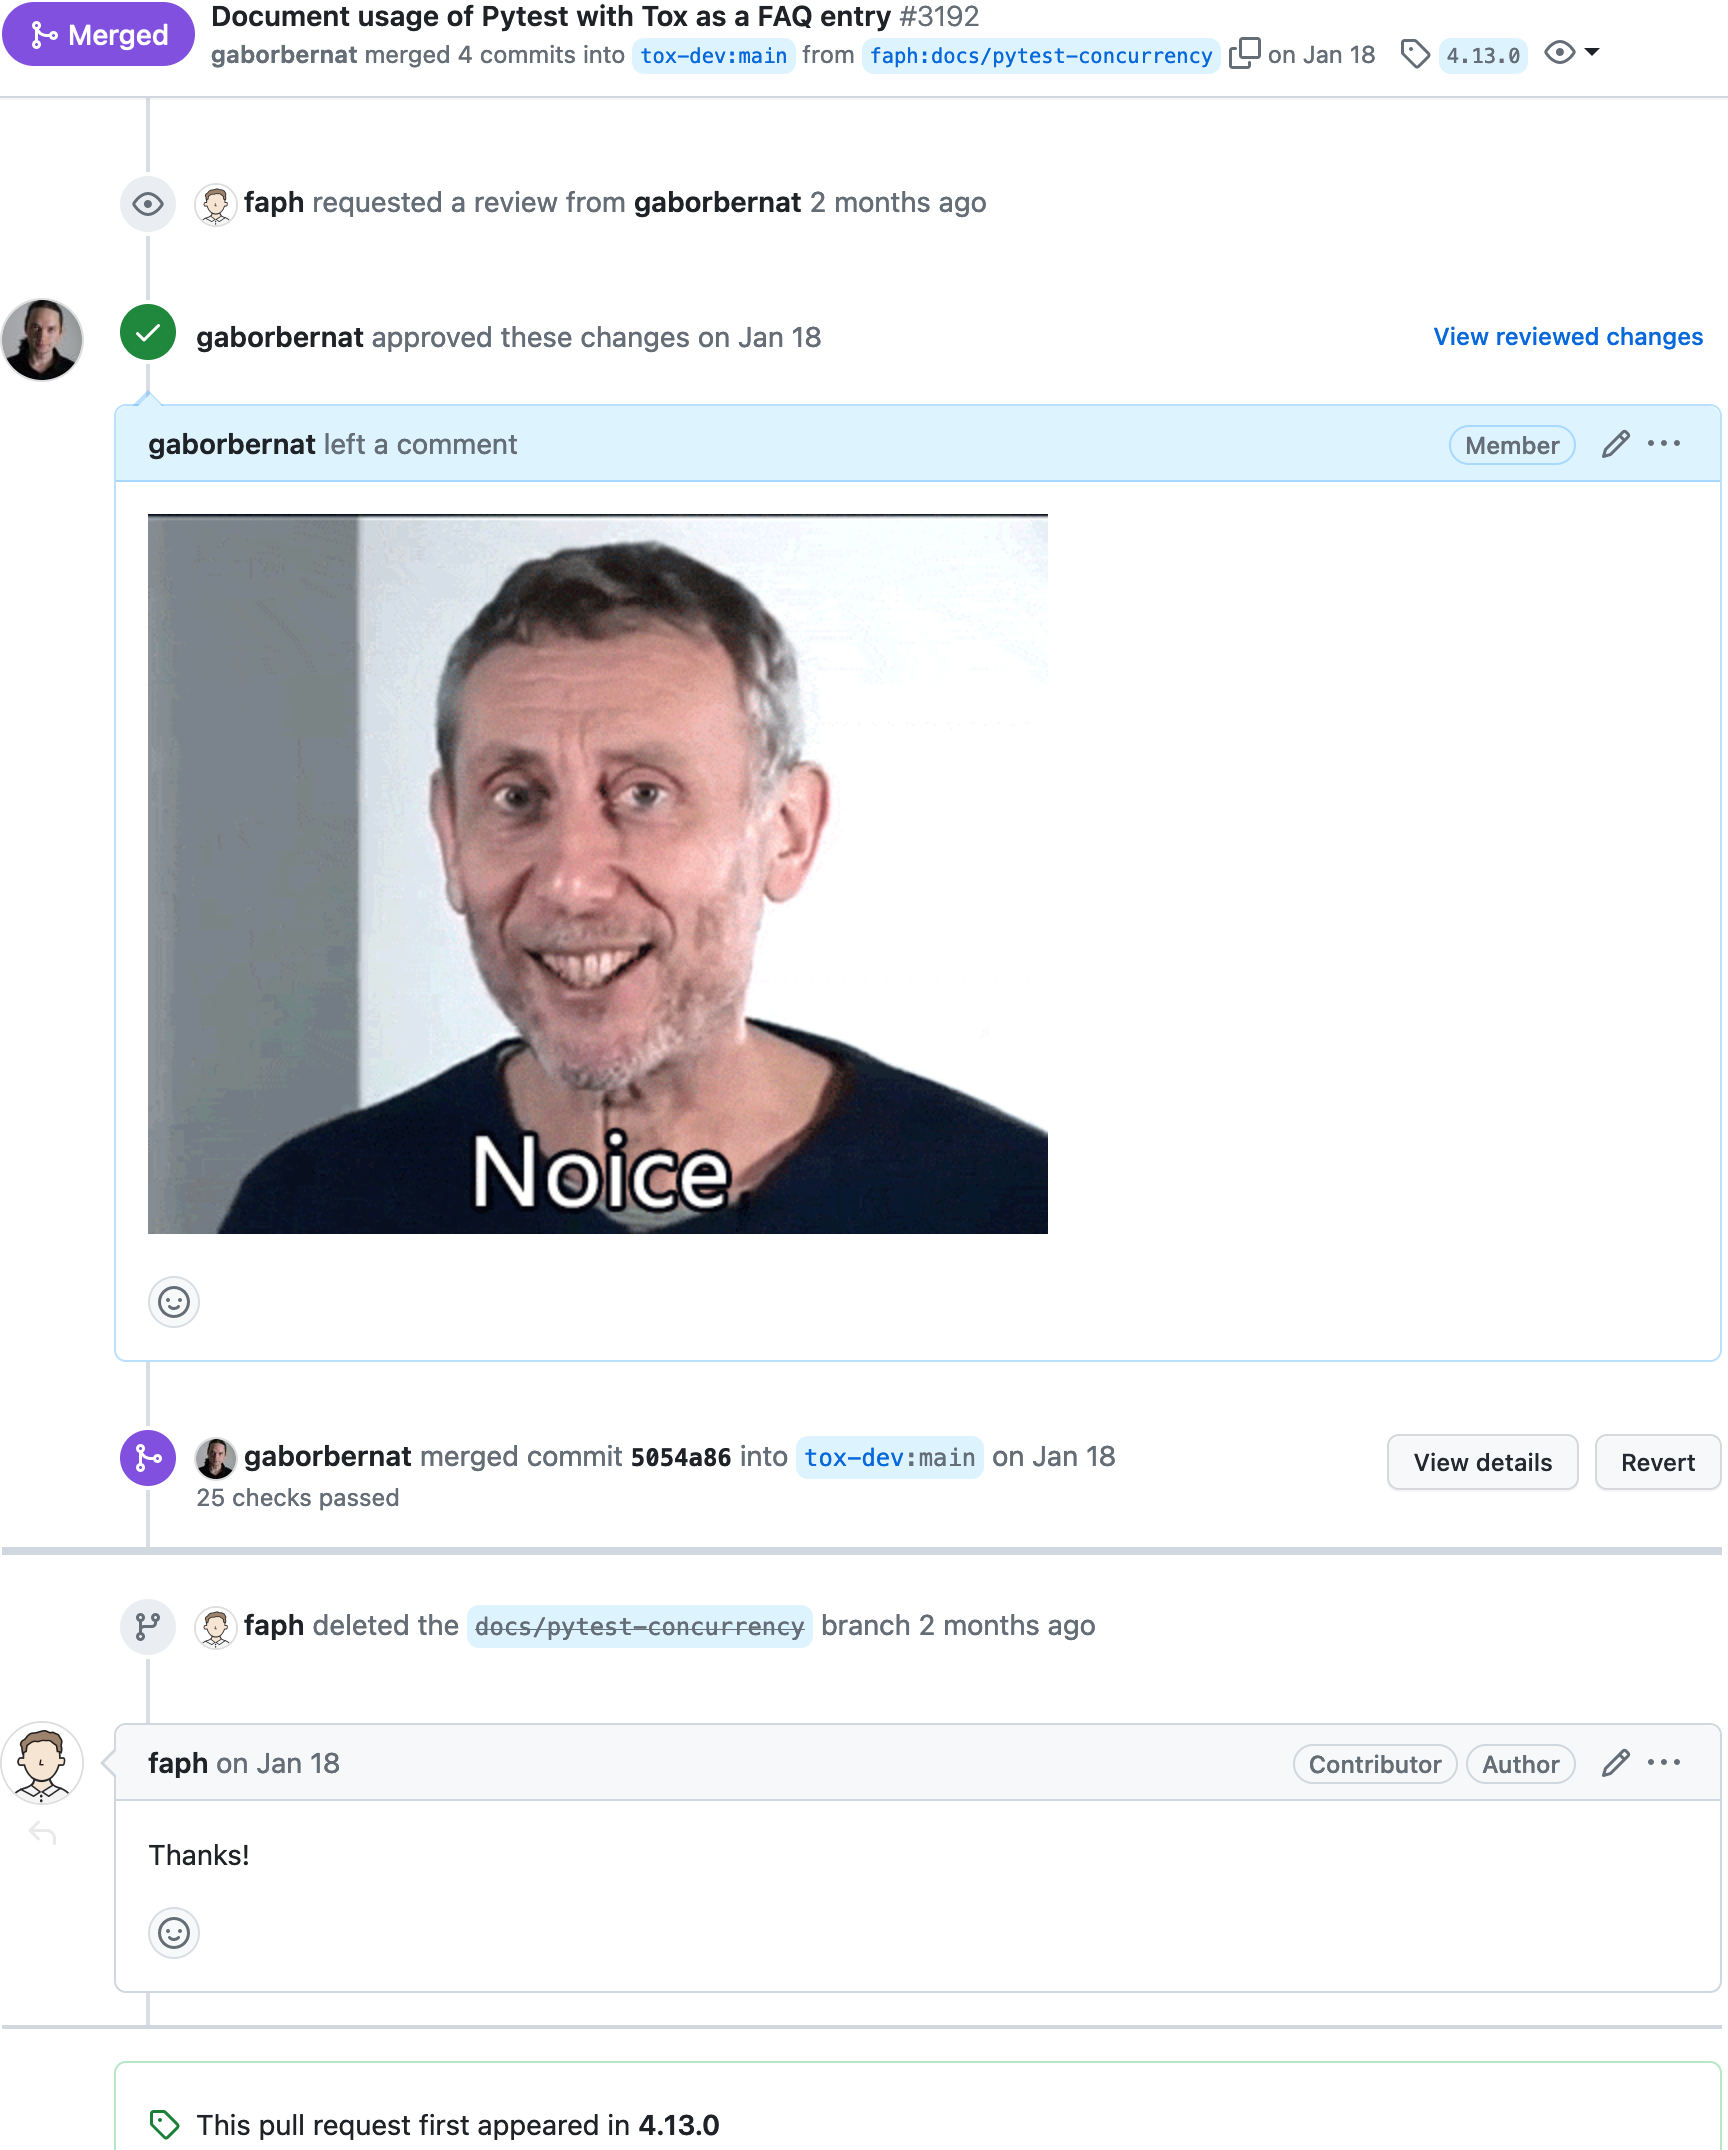 Merged
Document usage of Pytest with Tox as a FAQ entry #3192
gaborbernat merged 4 commits into tox-dev:main from faph:docs/pytest-concurrency on Jan 18 4.13.0
faph requested a review from gaborbernat 2 months ago
gaborbernat approved these changes on Jan 18
View reviewed changes
gaborbernat left a comment
Member
Noice
gaborbernat merged commit 5054a86 into tox-dev:main on Jan 18
25 checks passed
View details
Revert
faph deleted the docs/pytest-concurrency branch 2 months ago
faph on Jan 18
Contributor
Author
Thanks!
This pull request first appeared in 4.13.0